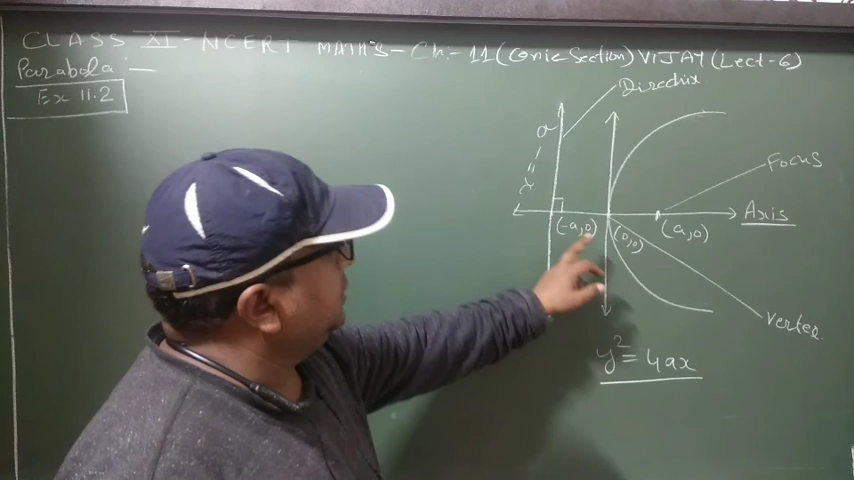 CLASS XI - NCERT MATHS - Ch:- 11 (Conic Section) VIJAY (Lect-6)
Parabola :-
Ex 11.2
Directrix
x = -a
Focus
Axis
(-a,0)
(0,0)
(a,0)
Vertex
y² = 4ax